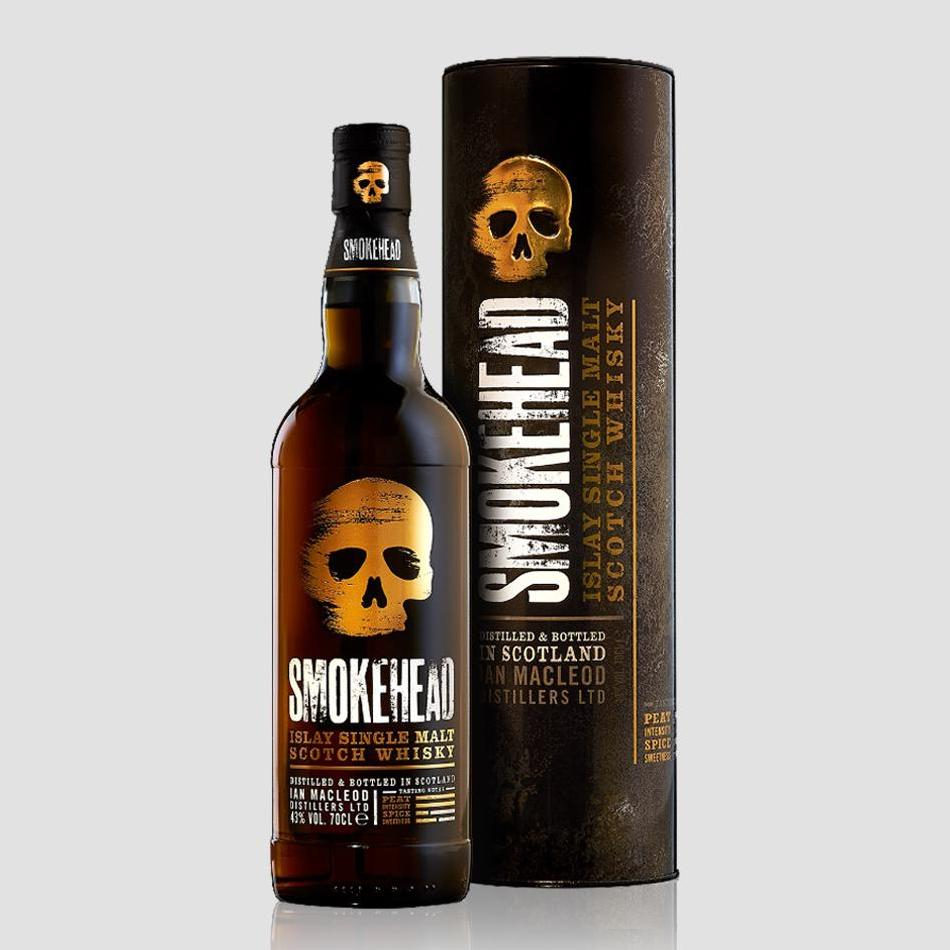 SMOKEHEAD
SMOKEHEAD
ISLAY SINGLE MALT
SCOTCH WHISKY
DISTILLED & BOTTLED IN SCOTLAND
IAN MACLEOD
DISTILLERS LTD
43% VOL. 70CL e
TASTING NOTES
PEAT
INTENSITY
SPICE
SWEETNESS
SMOKEHEAD
ISLAY SINGLE MALT
SCOTCH WHISKY
DISTILLED & BOTTLED
IN SCOTLAND
IAN MACLEOD
DISTILLERS LTD
PEAT
INTENSITY
SPICE
SWEETNESS